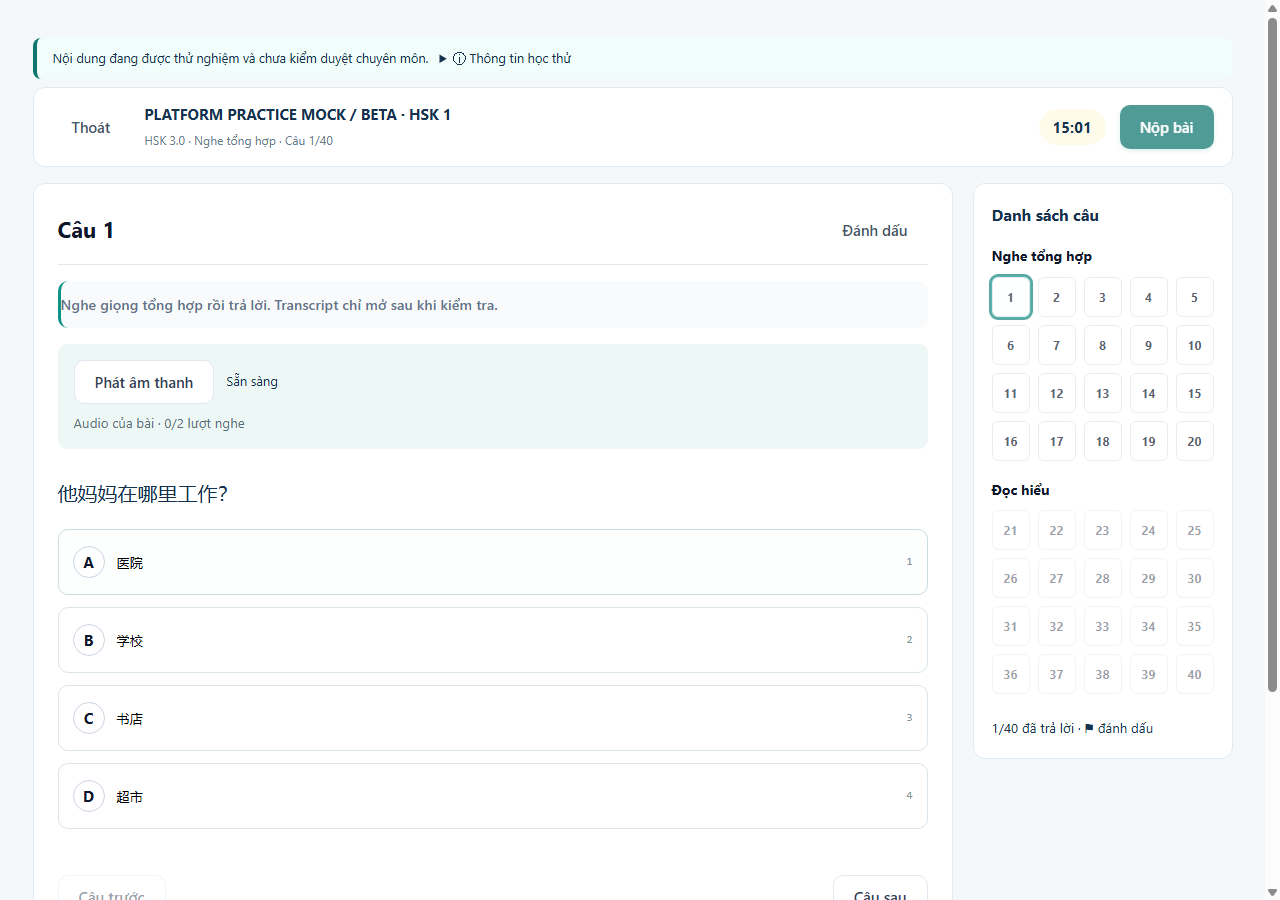 Nội dung đang được thử nghiệm và chưa kiểm duyệt chuyên môn. ▶ ⓘ Thông tin học thử
Thoát
PLATFORM PRACTICE MOCK / BETA · HSK 1
HSK 3.0 · Nghe tổng hợp · Câu 1/40
15:01
Nộp bài
Câu 1
Đánh dấu
Nghe giọng tổng hợp rồi trả lời. Transcript chỉ mở sau khi kiểm tra.
Phát âm thanh
Sẵn sàng
Audio của bài · 0/2 lượt nghe
他妈妈在哪里工作?
A 医院 1
B 学校 2
C 书店 3
D 超市 4
Câu trước
Câu sau
Danh sách câu
Nghe tổng hợp
1 2 3 4 5
6 7 8 9 10
11 12 13 14 15
16 17 18 19 20
Đọc hiểu
21 22 23 24 25
26 27 28 29 30
31 32 33 34 35
36 37 38 39 40
1/40 đã trả lời · ⚑ đánh dấu